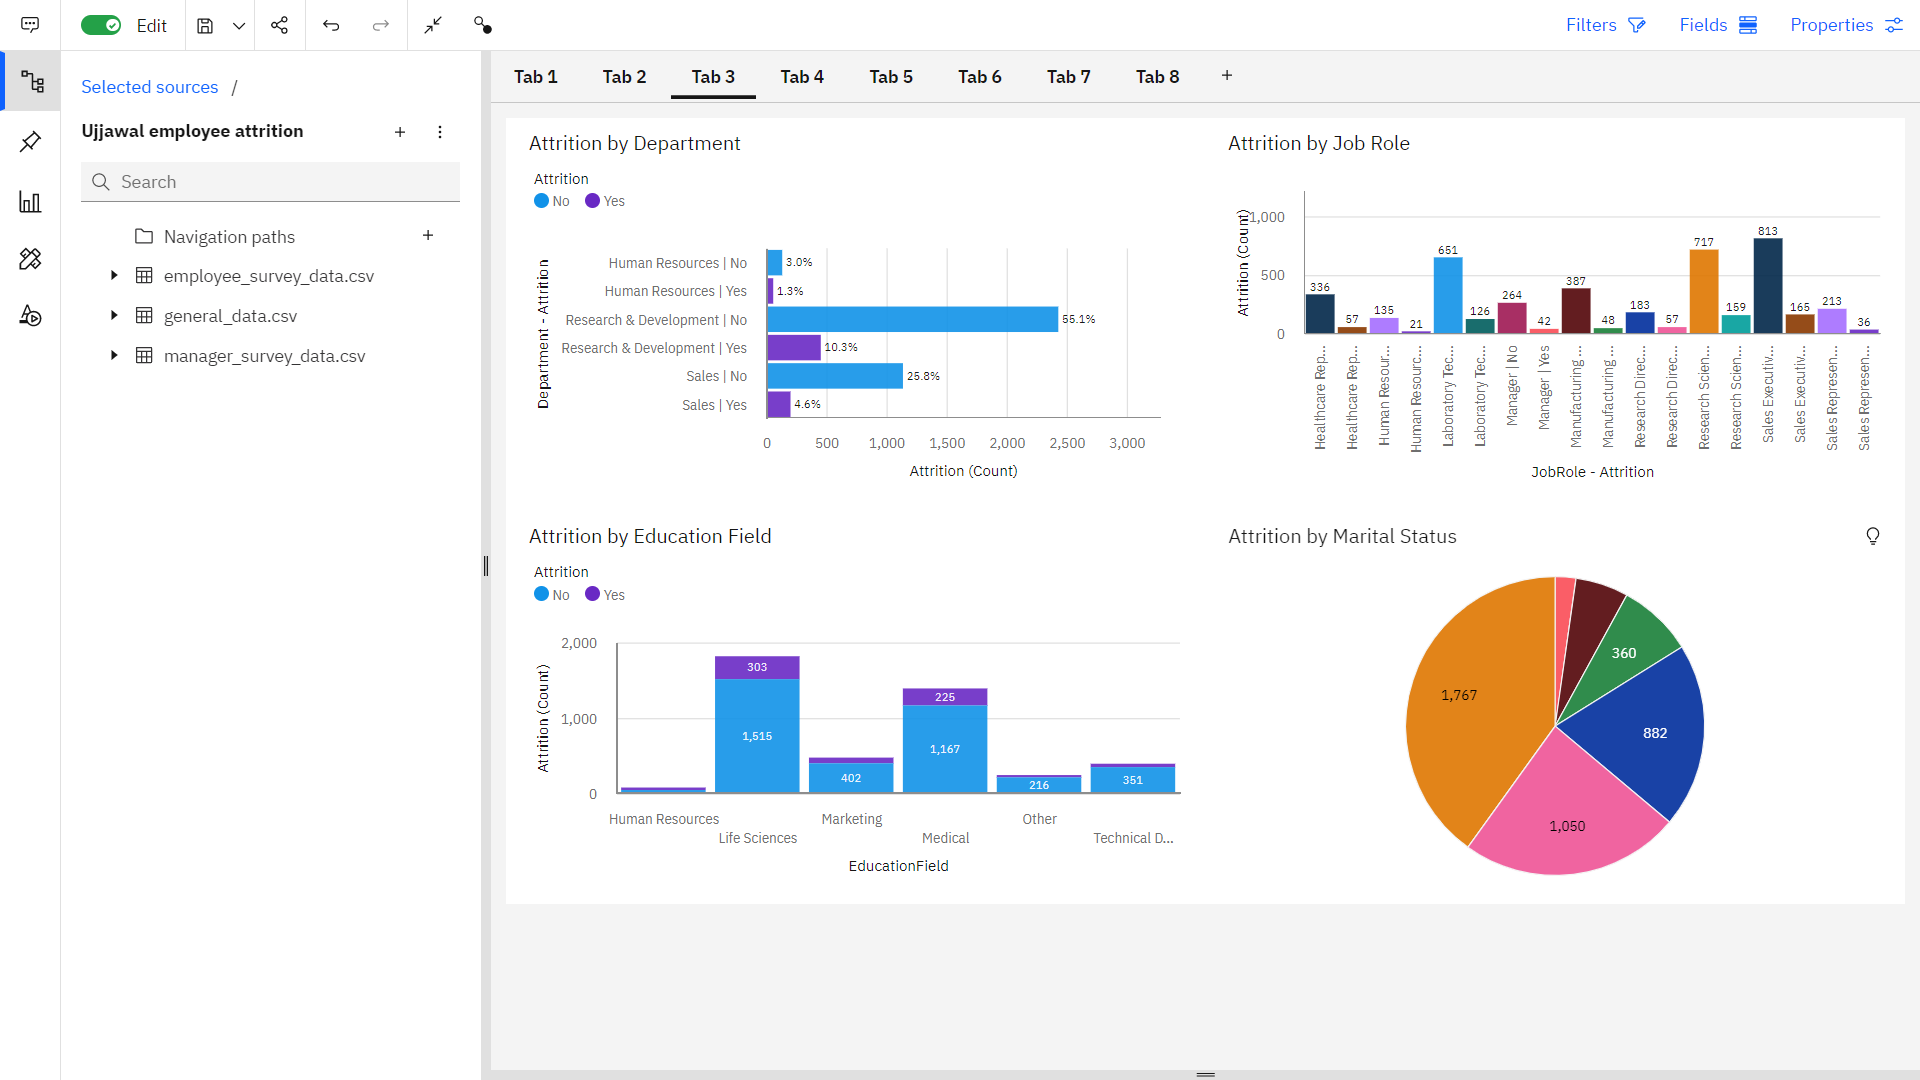 Edit
Filters
Fields
Properties
Selected sources /
Ujjawal employee attrition
Search
Navigation paths
employee_survey_data.csv
general_data.csv
manager_survey_data.csv
Tab 1 Tab 2 Tab 3 Tab 4 Tab 5 Tab 6 Tab 7 Tab 8
Attrition by Department
Attrition
No Yes
Department - Attrition
Human Resources | No 3.0%
Human Resources | Yes 1.3%
Research & Development | No 55.1%
Research & Development | Yes 10.3%
Sales | No 25.8%
Sales | Yes 4.6%
0 500 1,000 1,500 2,000 2,500 3,000
Attrition (Count)
Attrition by Job Role
Attrition (Count)
1,000
500
0
336 57 135 21 651 126 264 42 387 48 183 57 717 159 813 165 213 36
Healthcare Rep...
Healthcare Rep...
Human Resour...
Human Resourc...
Laboratory Tec...
Laboratory Tec...
Manager | No
Manager | Yes
Manufacturing ...
Manufacturing ...
Research Direc...
Research Direc...
Research Scien...
Research Scien...
Sales Executiv...
Sales Executiv...
Sales Represen...
Sales Represen...
JobRole - Attrition
Attrition by Education Field
Attrition
No Yes
Attrition (Count)
2,000
1,000
0
303
1,515
402
225
1,167
216
351
Human Resources
Life Sciences
Marketing
Medical
Other
Technical D...
EducationField
Attrition by Marital Status
360
882
1,050
1,767